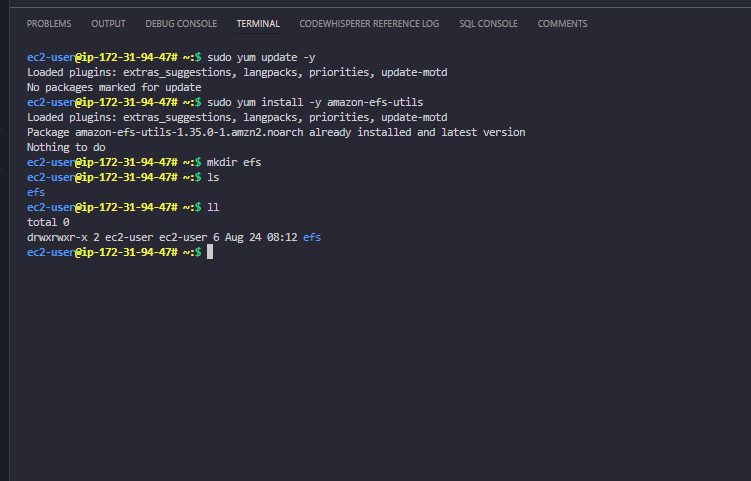 PROBLEMS OUTPUT DEBUG CONSOLE TERMINAL CODEWHISPERER REFERENCE LOG SQL CONSOLE COMMENTS
ec2-user@ip-172-31-94-47# ~:$ sudo yum update -y
Loaded plugins: extras_suggestions, langpacks, priorities, update-motd
No packages marked for update
ec2-user@ip-172-31-94-47# ~:$ sudo yum install -y amazon-efs-utils
Loaded plugins: extras_suggestions, langpacks, priorities, update-motd
Package amazon-efs-utils-1.35.0-1.amzn2.noarch already installed and latest version
Nothing to do
ec2-user@ip-172-31-94-47# ~:$ mkdir efs
ec2-user@ip-172-31-94-47# ~:$ ls
efs
ec2-user@ip-172-31-94-47# ~:$ ll
total 0
drwxrwxr-x 2 ec2-user ec2-user 6 Aug 24 08:12 efs
ec2-user@ip-172-31-94-47# ~:$